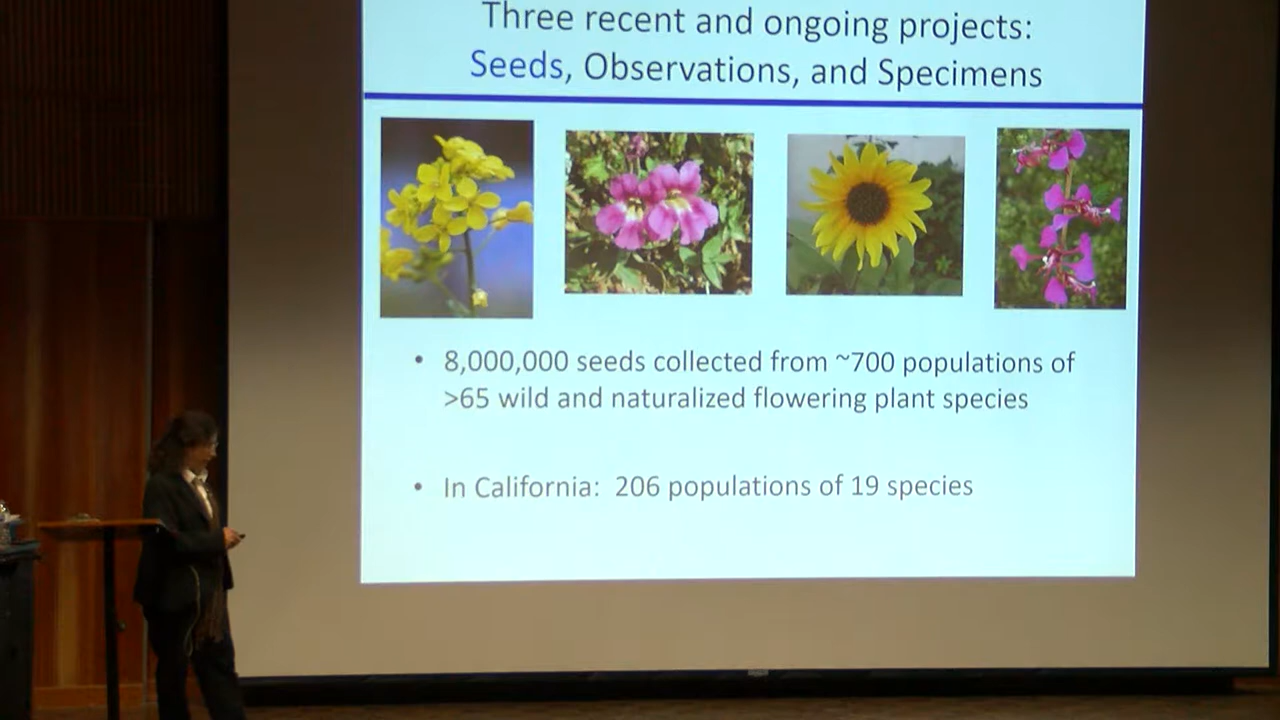 Three recent and ongoing projects:
Seeds, Observations, and Specimens
• 8,000,000 seeds collected from ~700 populations of
>65 wild and naturalized flowering plant species
• In California: 206 populations of 19 species